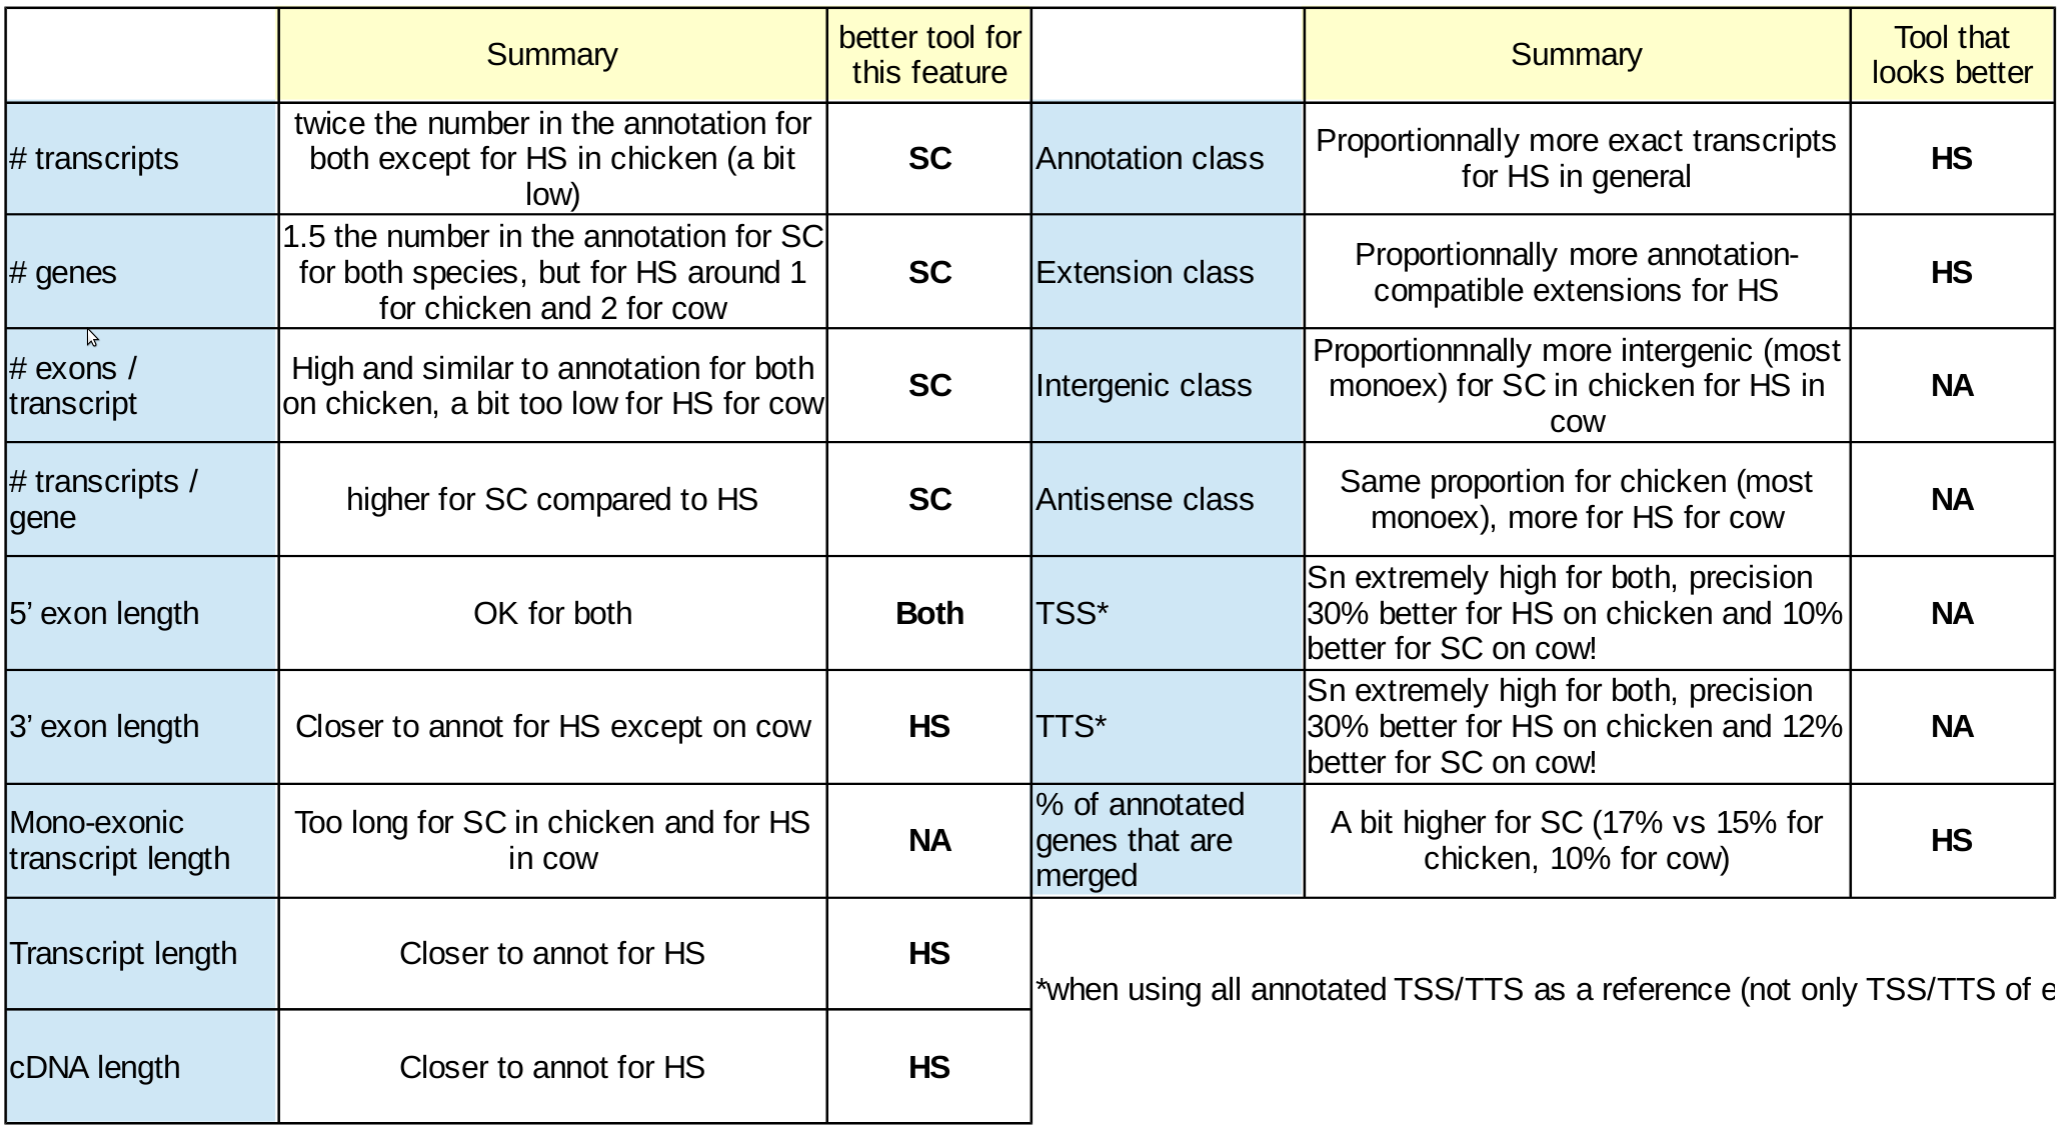 Summary
better tool for
this feature
Summary
Tool that
looks better
# transcripts
twice the number in the annotation for
both except for HS in chicken (a bit
low)
SC
Annotation class
Proportionnally more exact transcripts
for HS in general
HS
# genes
1.5 the number in the annotation for SC
for both species, but for HS around 1
for chicken and 2 for cow
SC
Extension class
Proportionnally more annotation-
compatible extensions for HS
HS
# exons /
transcript
High and similar to annotation for both
on chicken, a bit too low for HS for cow
SC
Intergenic class
Proportionnnally more intergenic (most
monoex) for SC in chicken for HS in
cow
NA
# transcripts /
gene
higher for SC compared to HS
SC
Antisense class
Same proportion for chicken (most
monoex), more for HS for cow
NA
5’ exon length
OK for both
Both
TSS*
Sn extremely high for both, precision
30% better for HS on chicken and 10%
better for SC on cow!
NA
3’ exon length
Closer to annot for HS except on cow
HS
TTS*
Sn extremely high for both, precision
30% better for HS on chicken and 12%
better for SC on cow!
NA
Mono-exonic
transcript length
Too long for SC in chicken and for HS
in cow
NA
% of annotated
genes that are
merged
A bit higher for SC (17% vs 15% for
chicken, 10% for cow)
HS
Transcript length
Closer to annot for HS
HS
*when using all annotated TSS/TTS as a reference (not only TSS/TTS of
cDNA length
Closer to annot for HS
HS